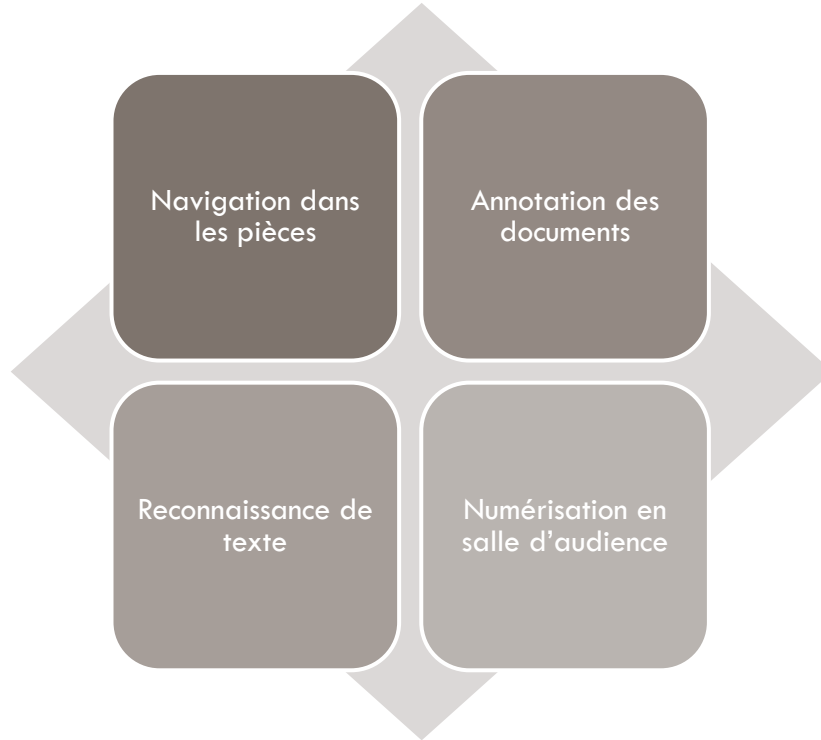 Navigation dans
les pièces
Annotation des
documents
Reconnaissance de
texte
Numérisation en
salle d’audience